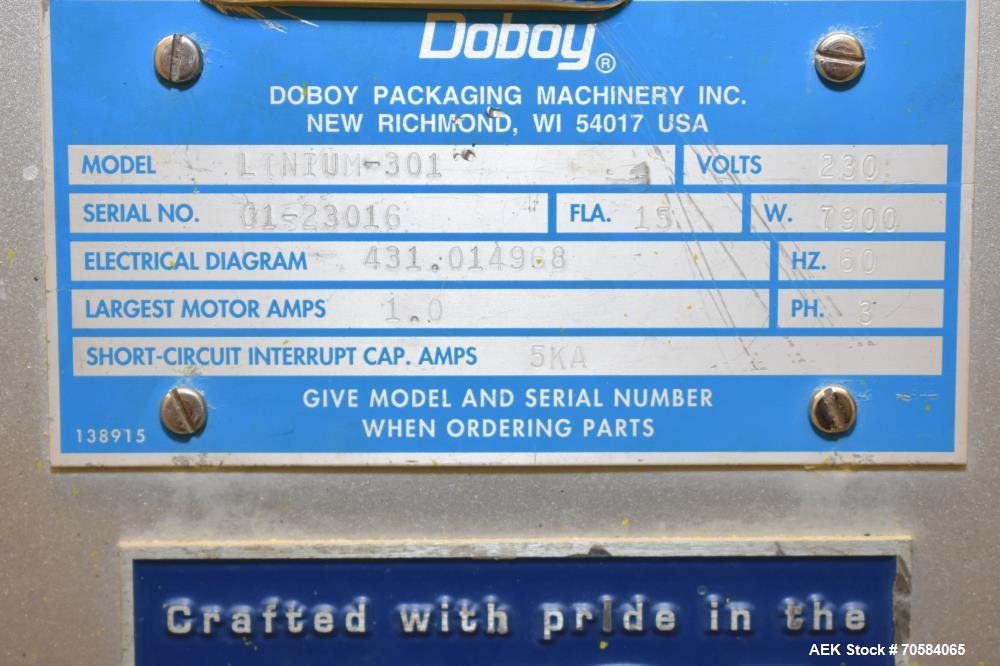 Doboy®
DOBOY PACKAGING MACHINERY INC.
NEW RICHMOND, WI 54017 USA
MODEL LINIUM-301 VOLTS 230
SERIAL NO. 01-23016 FLA. 15 W. 7900
ELECTRICAL DIAGRAM 431.014968 HZ. 60
LARGEST MOTOR AMPS 1.0 PH. 3
SHORT-CIRCUIT INTERRUPT CAP. AMPS 5KA
GIVE MODEL AND SERIAL NUMBER
WHEN ORDERING PARTS
138915
Crafted with pride in the
AEK Stock # 70584065